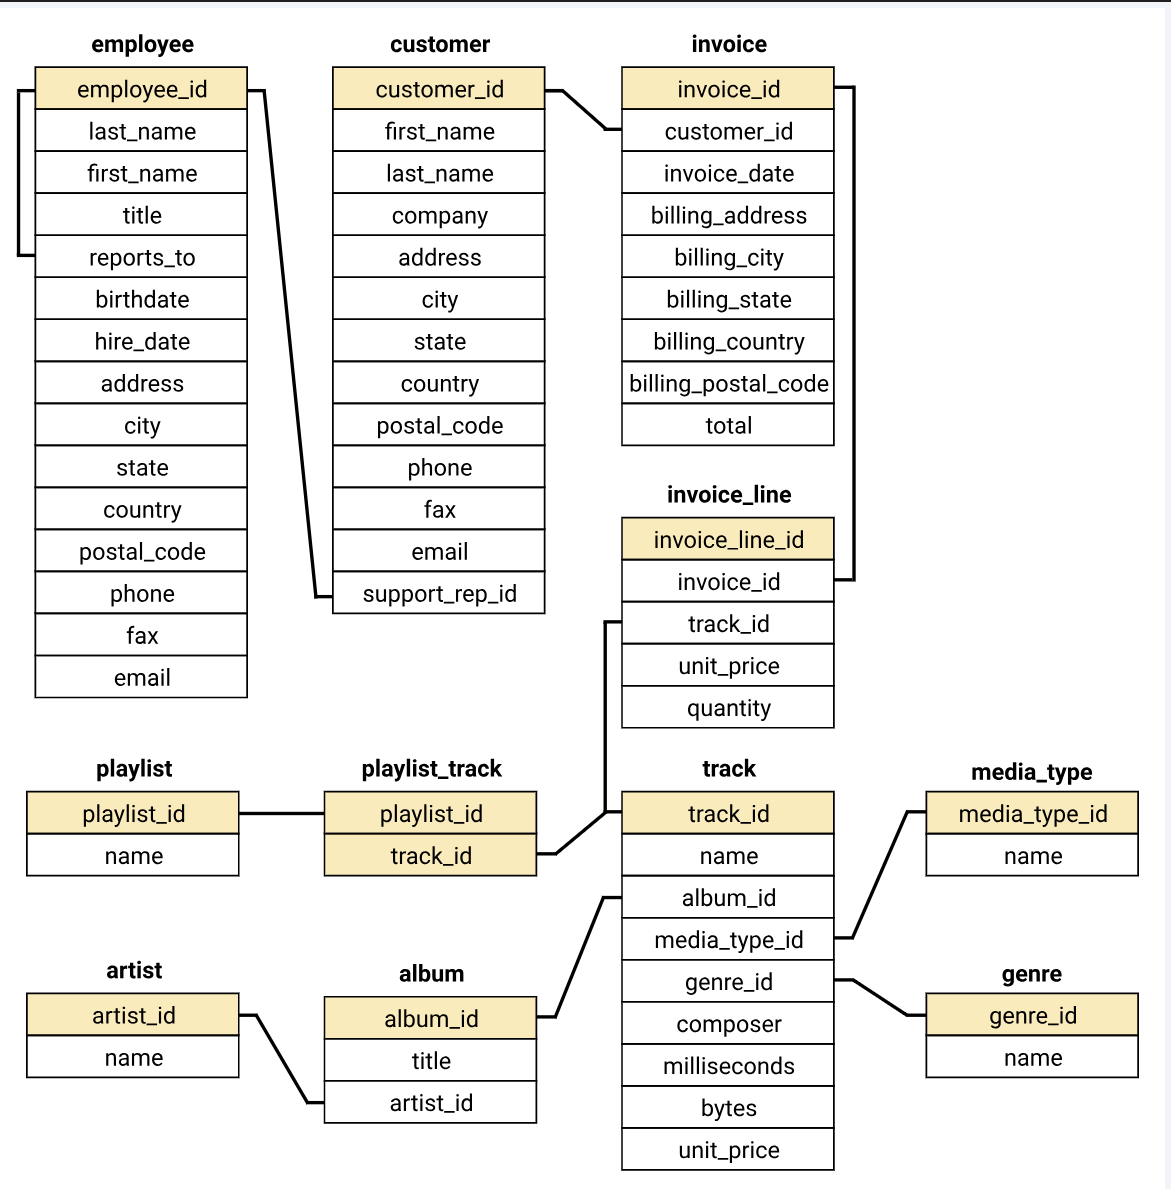 employee
employee_id
last_name
first_name
title
reports_to
birthdate
hire_date
address
city
state
country
postal_code
phone
fax
email
customer
customer_id
first_name
last_name
company
address
city
state
country
postal_code
phone
fax
email
support_rep_id
invoice
invoice_id
customer_id
invoice_date
billing_address
billing_city
billing_state
billing_country
billing_postal_code
total
invoice_line
invoice_line_id
invoice_id
track_id
unit_price
quantity
playlist
playlist_id
name
playlist_track
playlist_id
track_id
track
track_id
name
album_id
media_type_id
genre_id
composer
milliseconds
bytes
unit_price
media_type
media_type_id
name
artist
artist_id
name
album
album_id
title
artist_id
genre
genre_id
name